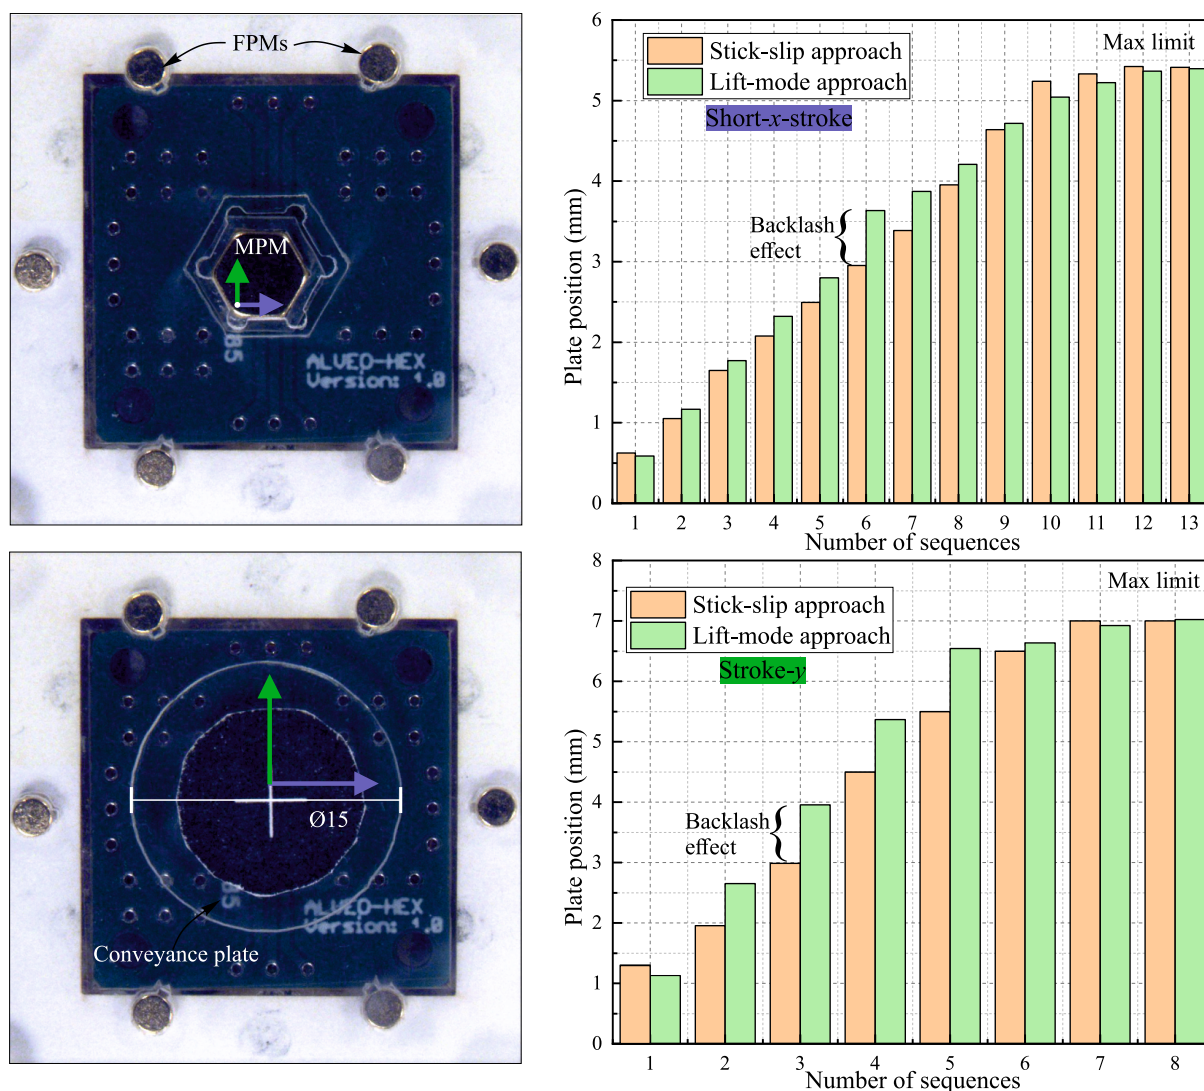 FPMs
MPM
85
ALVEO-HEX
Version: 1.0
6
5
4
3
2
1
0
Plate position (mm)
Stick-slip approach
Lift-mode approach
Short-x-stroke
Max limit
Backlash
effect
1 2 3 4 5 6 7 8 9 10 11 12 13
Number of sequences
Ø15
ALVEO-HEX
Version: 1.0
Conveyance plate
8
7
6
5
4
3
2
1
0
Plate position (mm)
Stick-slip approach
Lift-mode approach
Stroke-y
Max limit
Backlash
effect
1 2 3 4 5 6 7 8
Number of sequences